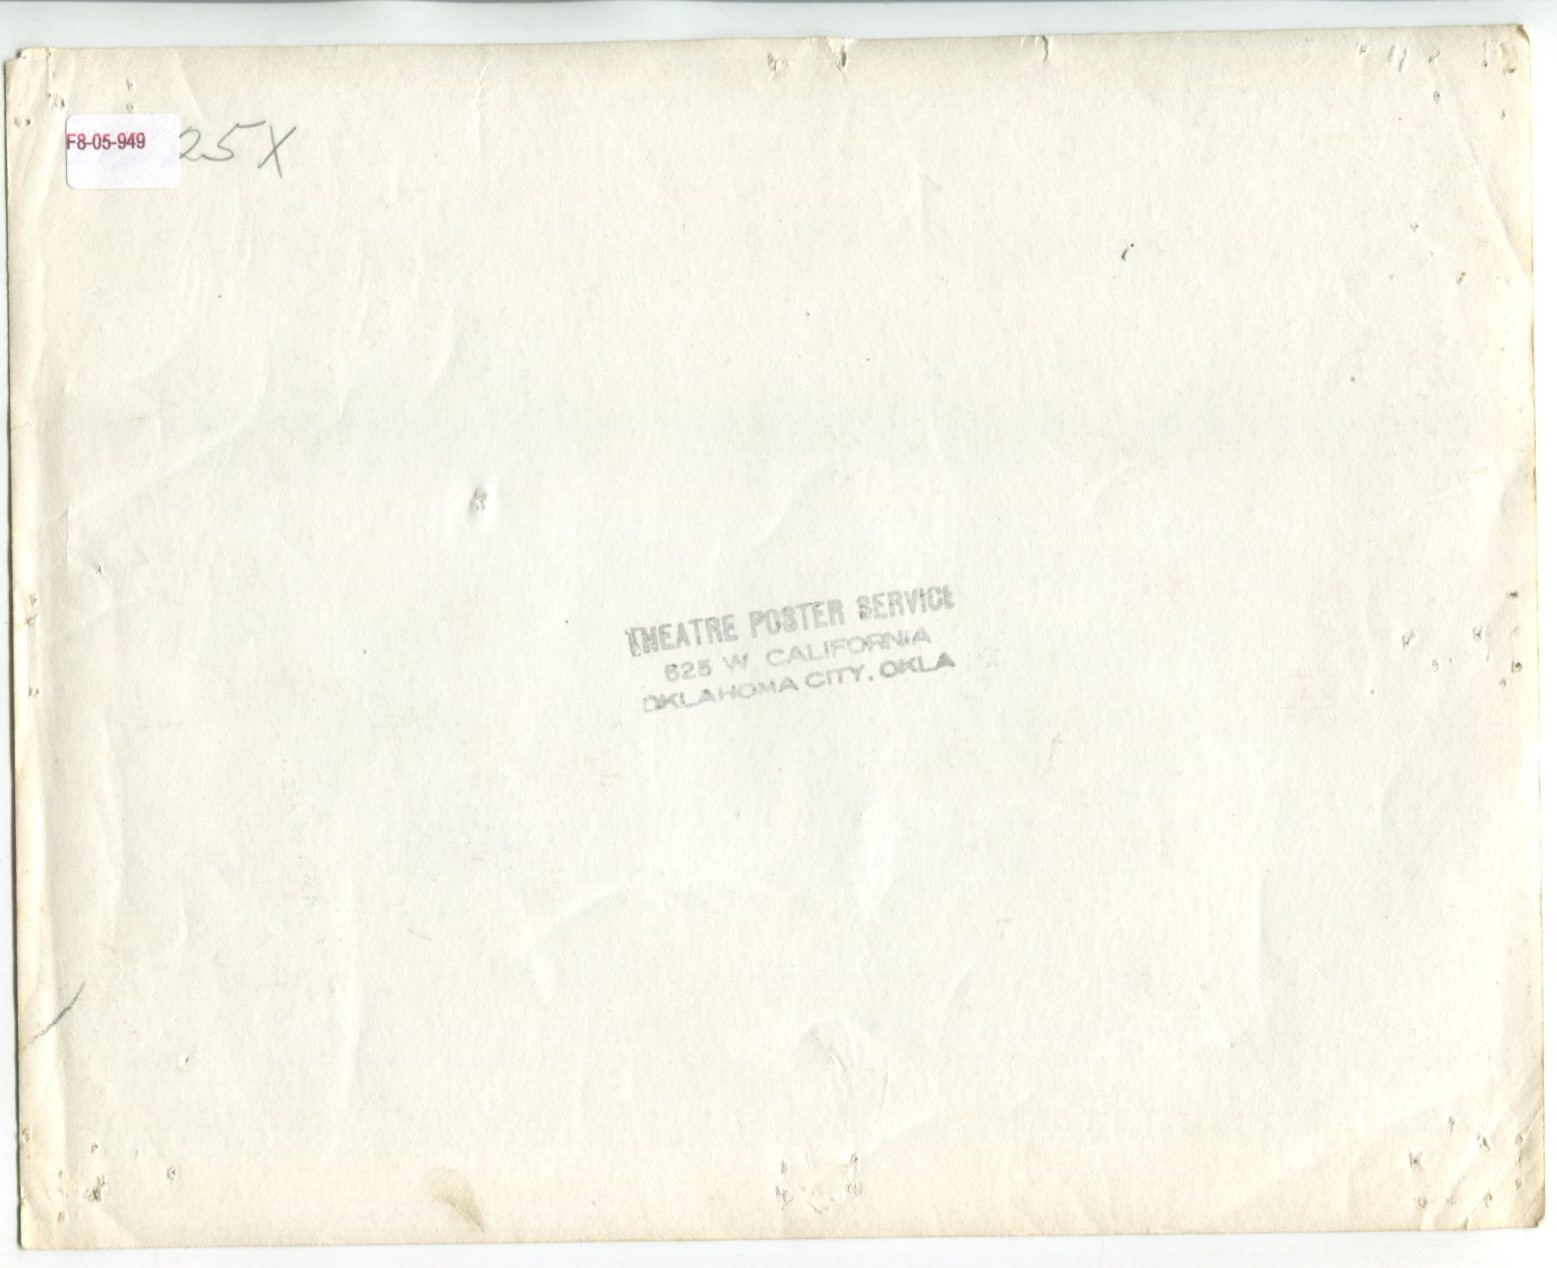 F8-05-949
25X
THEATRE POSTER SERVICE
625 W CALIFORNIA
OKLAHOMA CITY, OKLA